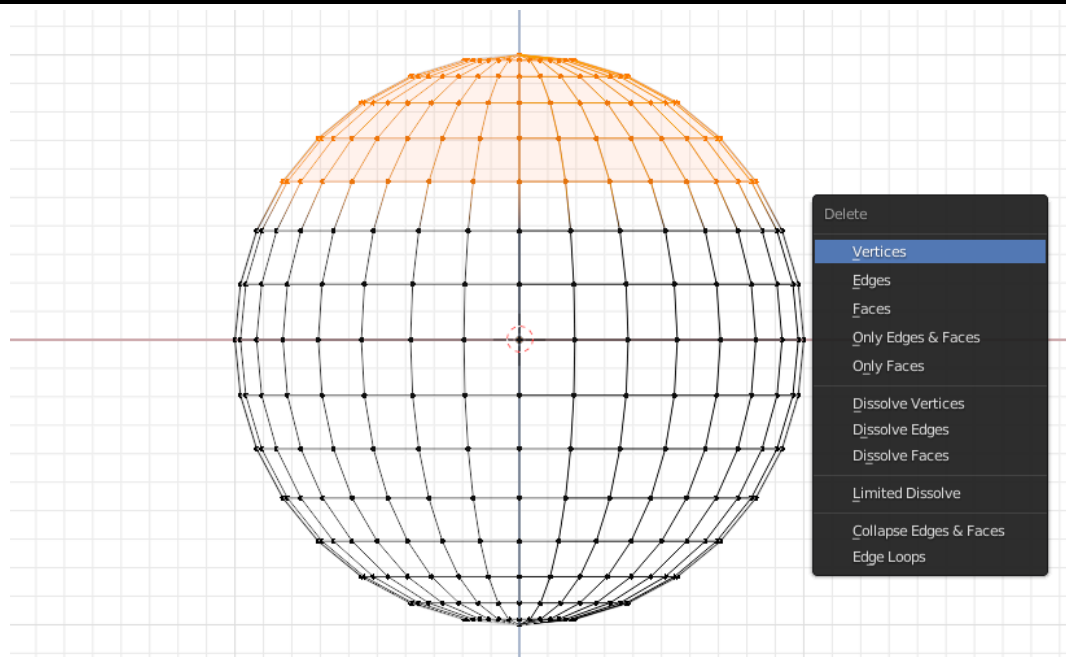 Delete
Vertices
Edges
Faces
Only Edges & Faces
Only Faces
Dissolve Vertices
Dissolve Edges
Dissolve Faces
Limited Dissolve
Collapse Edges & Faces
Edge Loops